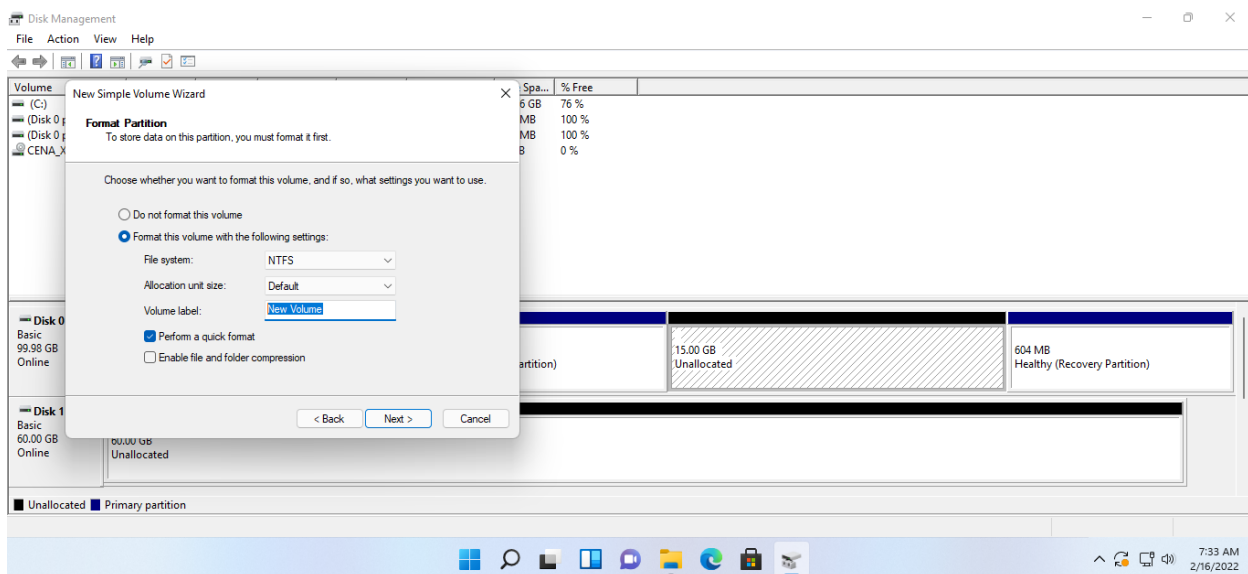 Disk Management
File Action View Help
Volume Spa... % Free
(C:) 6 GB 76 %
(Disk 0 p MB 100 %
(Disk 0 p MB 100 %
CENA_X B 0 %
New Simple Volume Wizard
Format Partition
To store data on this partition, you must format it first.
Choose whether you want to format this volume, and if so, what settings you want to use.
Do not format this volume
Format this volume with the following settings:
File system: NTFS
Allocation unit size: Default
Volume label: New Volume
Perform a quick format
Enable file and folder compression
< Back Next > Cancel
Disk 0
Basic
99.98 GB
Online
artition)
15.00 GB
Unallocated
604 MB
Healthy (Recovery Partition)
Disk 1
Basic
60.00 GB
Online
60.00 GB
Unallocated
Unallocated Primary partition
7:33 AM
2/16/2022